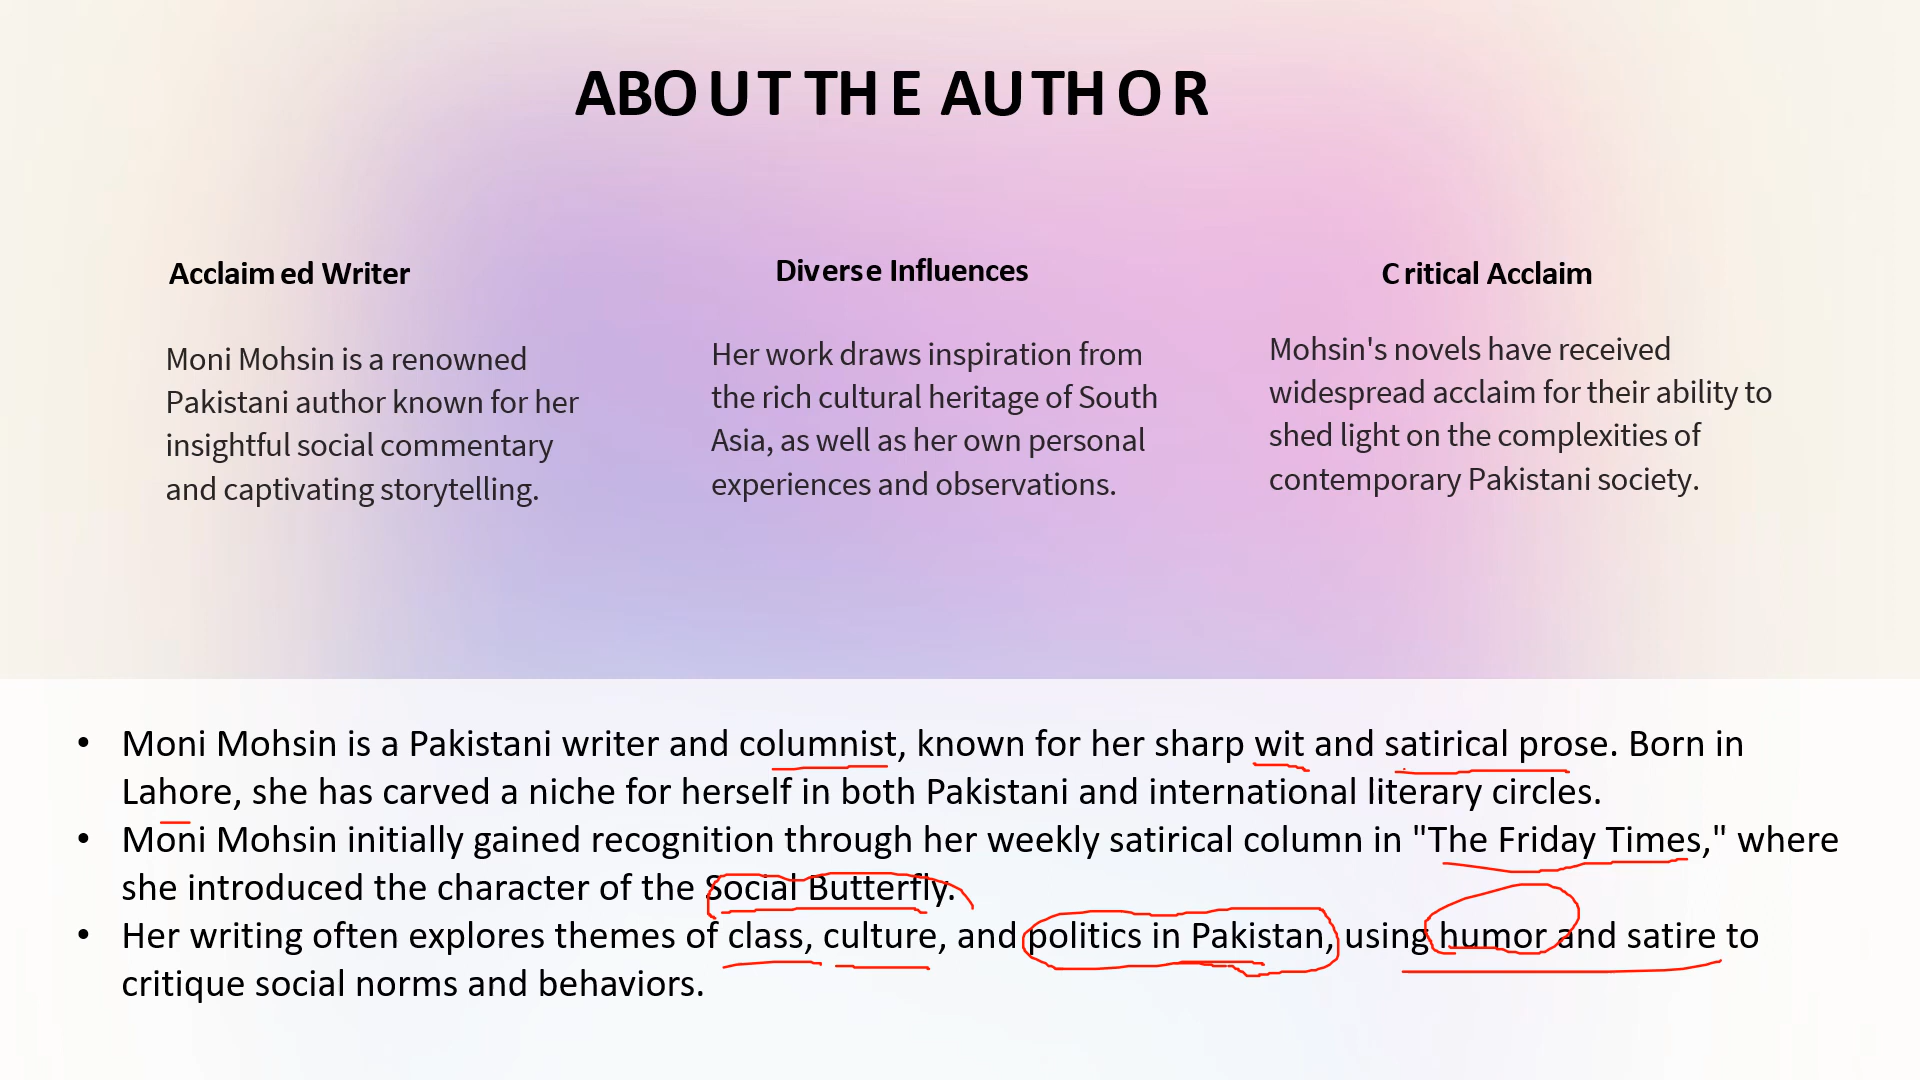 ABOUT THE AUTHOR
Acclaimed Writer
Moni Mohsin is a renowned
Pakistani author known for her
insightful social commentary
and captivating storytelling.
Diverse Influences
Her work draws inspiration from
the rich cultural heritage of South
Asia, as well as her own personal
experiences and observations.
Critical Acclaim
Mohsin's novels have received
widespread acclaim for their ability to
shed light on the complexities of
contemporary Pakistani society.
• Moni Mohsin is a Pakistani writer and columnist, known for her sharp wit and satirical prose. Born in
Lahore, she has carved a niche for herself in both Pakistani and international literary circles.
• Moni Mohsin initially gained recognition through her weekly satirical column in "The Friday Times," where
she introduced the character of the Social Butterfly.
• Her writing often explores themes of class, culture, and politics in Pakistan, using humor and satire to
critique social norms and behaviors.